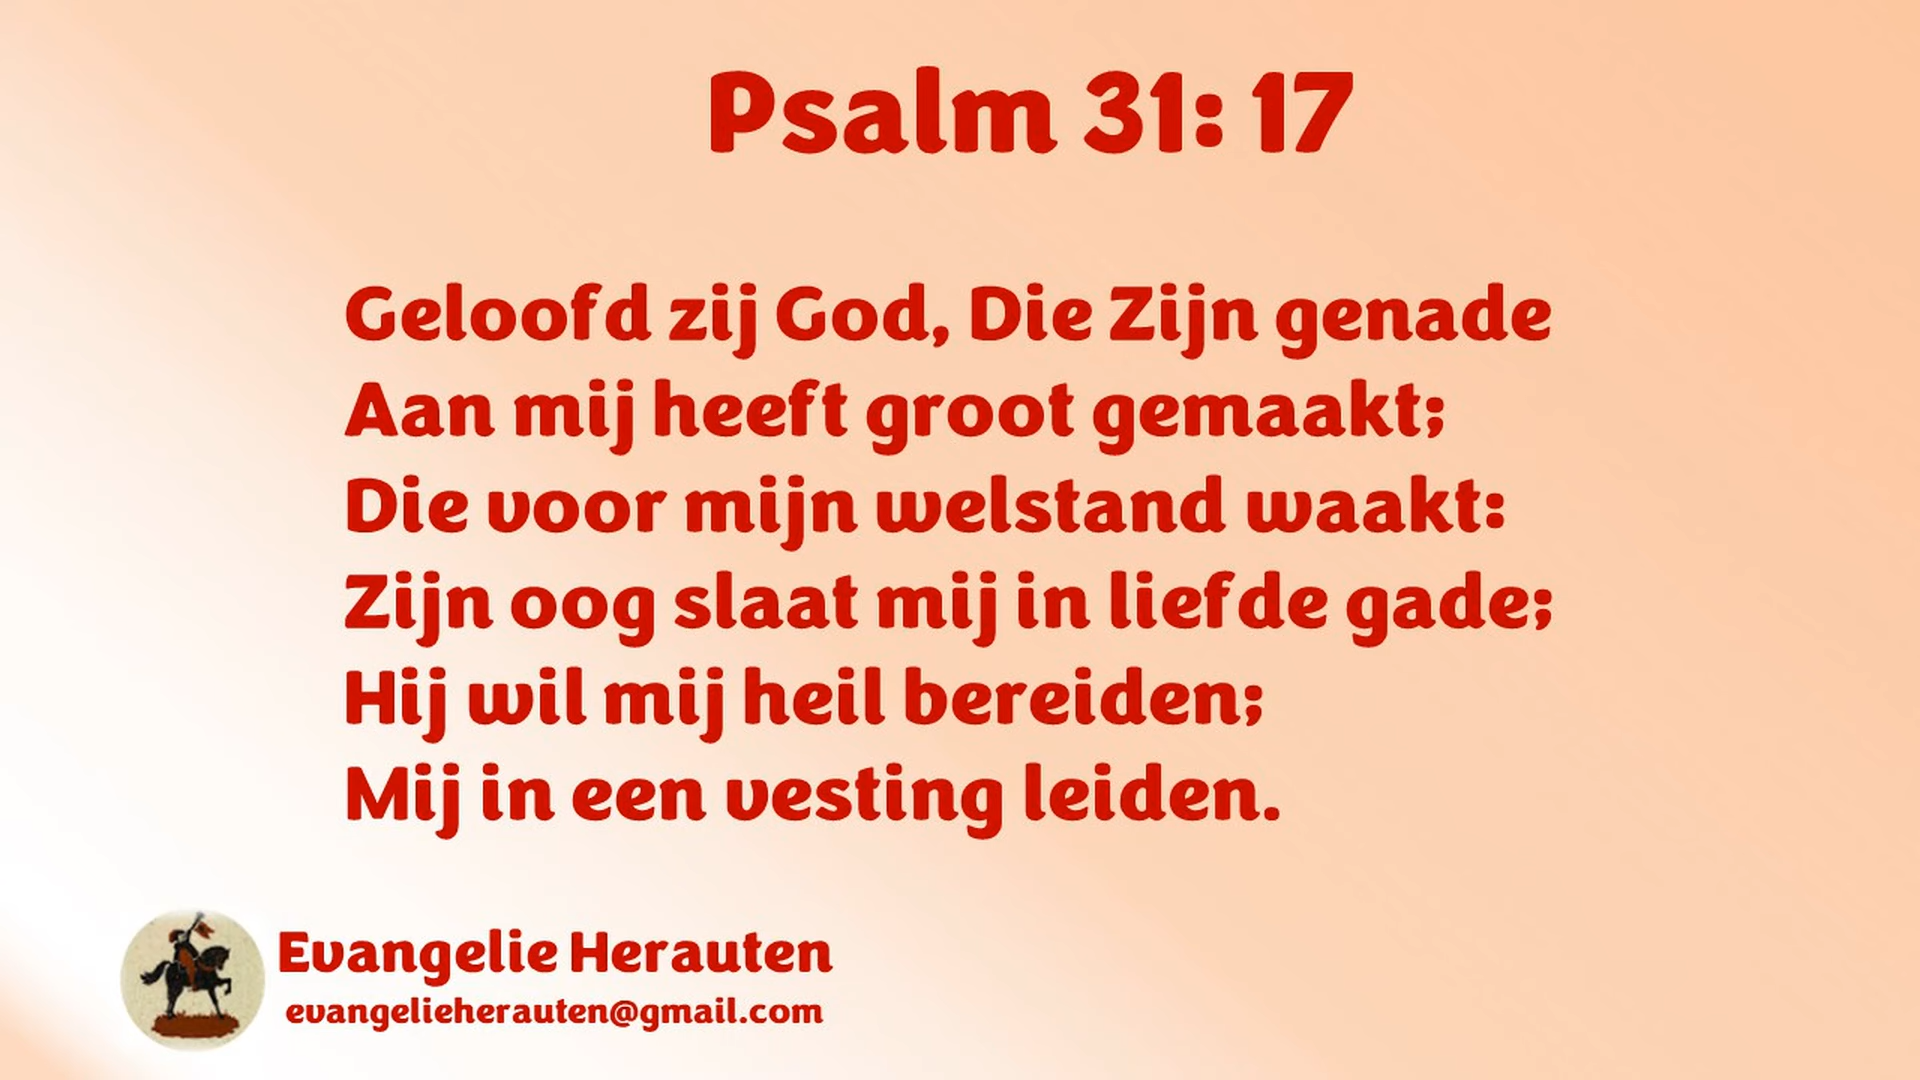 Psalm 31: 17
Geloofd zij God, Die Zijn genade
Aan mij heeft groot gemaakt;
Die voor mijn welstand waakt:
Zijn oog slaat mij in liefde gade;
Hij wil mij heil bereiden;
Mij in een vesting leiden.
Evangelie Herauten
evangelieherauten@gmail.com